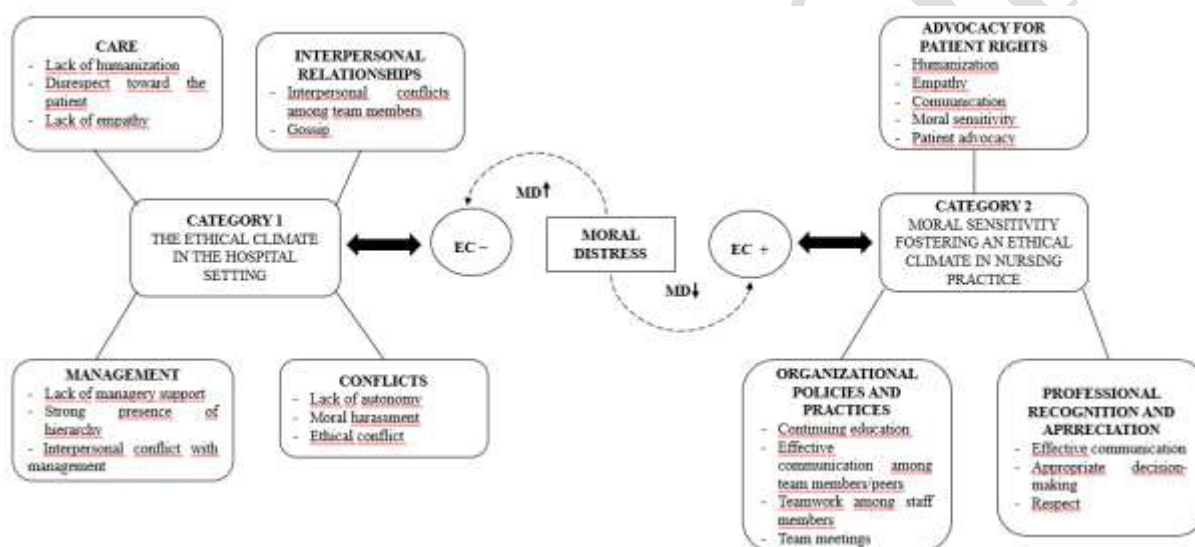 CARE
- Lack of humanization
- Disrespect toward the
patient
- Lack of empathy
INTERPERSONAL
RELATIONSHIPS
- Interpersonal conflicts
among team members
- Gossip
ADVOCACY FOR
PATIENT RIGHTS
- Humanization
- Empathy
- Communication
- Moral sensitivity
- Patient advocacy
CATEGORY 1
THE ETHICAL CLIMATE
IN THE HOSPITAL
SETTING
EC −
MD↑
MORAL
DISTRESS
MD↓
EC +
CATEGORY 2
MORAL SENSITIVITY
FOSTERING AN ETHICAL
CLIMATE IN NURSING
PRACTICE
MANAGEMENT
- Lack of managery support
- Strong presence of
hierarchy
- Interpersonal conflict with
management
CONFLICTS
- Lack of autonomy
- Moral harassment
- Ethical conflict
ORGANIZATIONAL
POLICIES AND
PRACTICES
- Continuing education
- Effective
communication among
team members/peers
- Teamwork among staff
members
- Team meetings
PROFESSIONAL
RECOGNITION AND
APRRECIATION
- Effective communication
- Appropriate decision-
making
- Respect